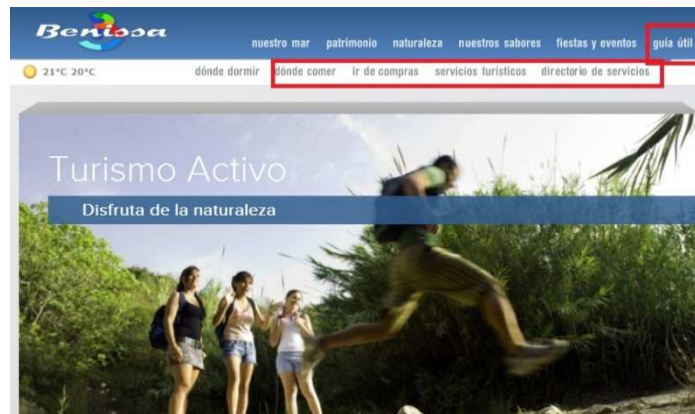 Benissa
nuestro mar patrimonio naturaleza nuestros sabores fiestas y eventos guía útil
21°C 20°C dónde dormir dónde comer ir de compras servicios turísticos directorio de servicios
Turismo Activo
Disfruta de la naturaleza